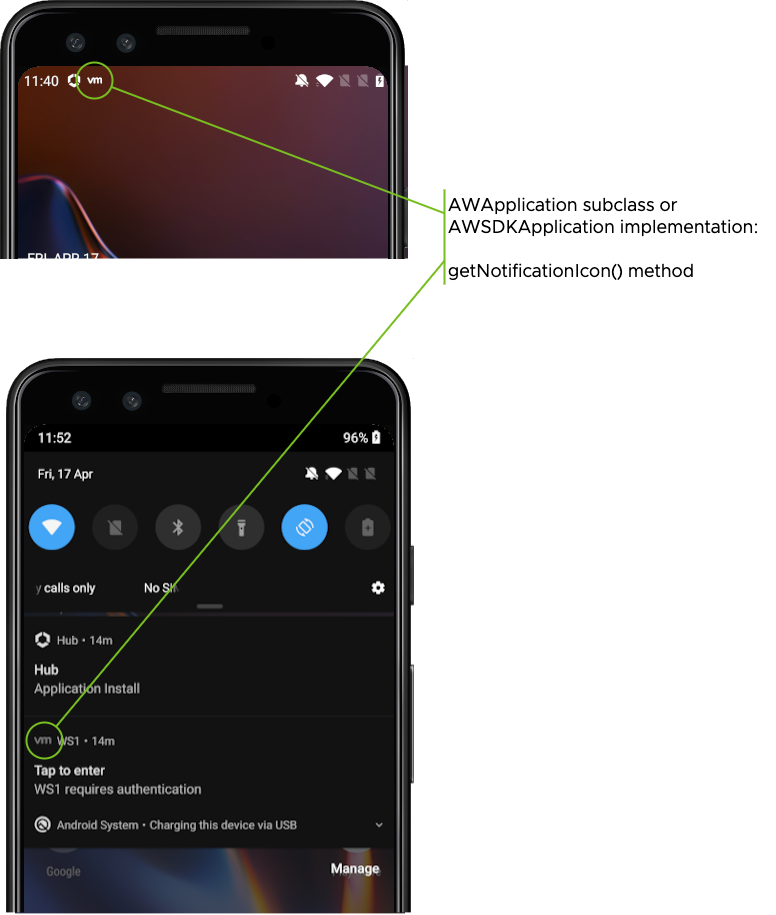 11:40 vm
FRI, APR 17
AWApplication subclass or
AWSDKApplication implementation:
getNotificationIcon() method
11:52 96%
Fri, 17 Apr
y calls only No SI
Hub • 14m
Hub
Application Install
vm WS1 • 14m
Tap to enter
WS1 requires authentication
Android System • Charging this device via USB
Google Manage